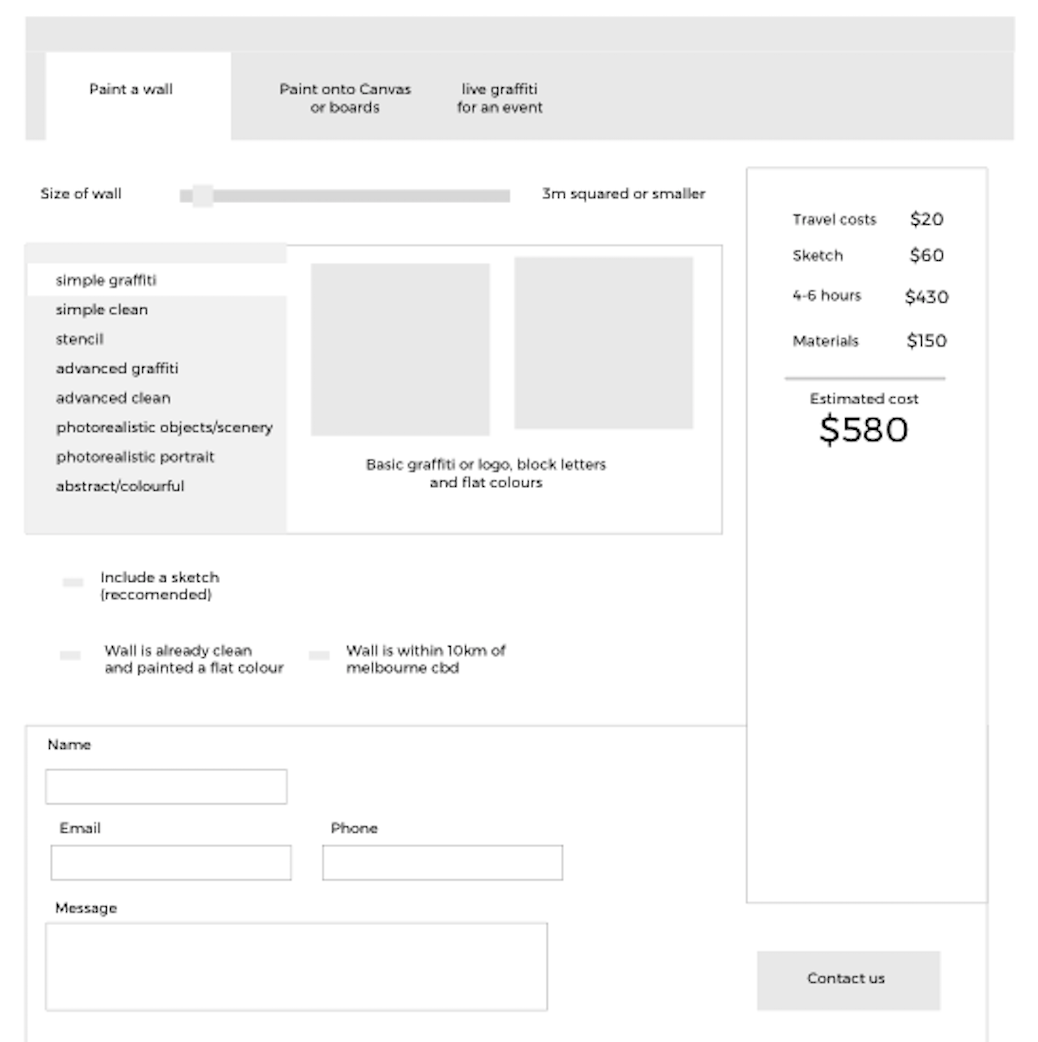 Paint a wall
Paint onto Canvas
or boards
live graffiti
for an event
Size of wall
3m squared or smaller
simple graffiti
simple clean
stencil
advanced graffiti
advanced clean
photorealistic objects/scenery
photorealistic portrait
abstract/colourful
Basic graffiti or logo, block letters
and flat colours
Travel costs $20
Sketch $60
4-6 hours $430
Materials $150
Estimated cost
$580
Include a sketch
(reccomended)
Wall is already clean
and painted a flat colour
Wall is within 10km of
melbourne cbd
Name
Email
Phone
Message
Contact us